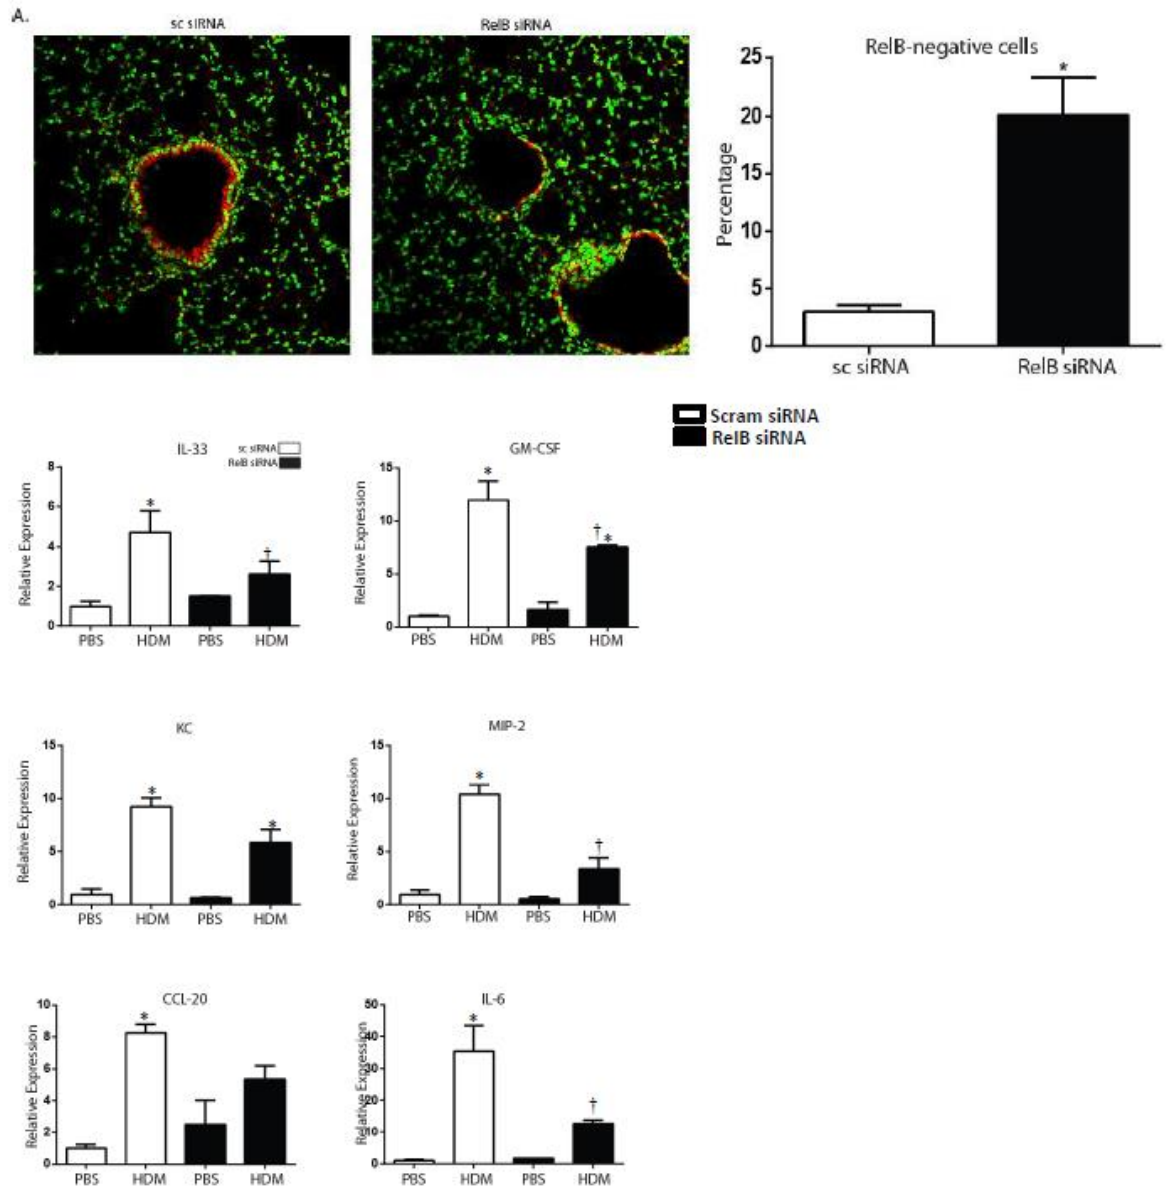 A.
sc siRNA
RelB siRNA
RelB-negative cells
25
20
15
10
5
0
Percentage
*
sc siRNA
RelB siRNA
Scram siRNA
RelB siRNA
IL-33
sc siRNA
RelB siRNA
8
6
4
2
0
Relative Expression
*
†
PBS
HDM
PBS
HDM
GM-CSF
15
10
5
0
Relative Expression
*
† *
PBS
HDM
PBS
HDM
KC
15
10
5
0
Relative Expression
*
*
PBS
HDM
PBS
HDM
MIP-2
15
10
5
0
Relative Expression
*
†
PBS
HDM
PBS
HDM
CCL-20
10
8
6
4
2
0
Relative Expression
*
PBS
HDM
PBS
HDM
IL-6
50
40
30
20
10
0
Relative Expression
*
†
PBS
HDM
PBS
HDM